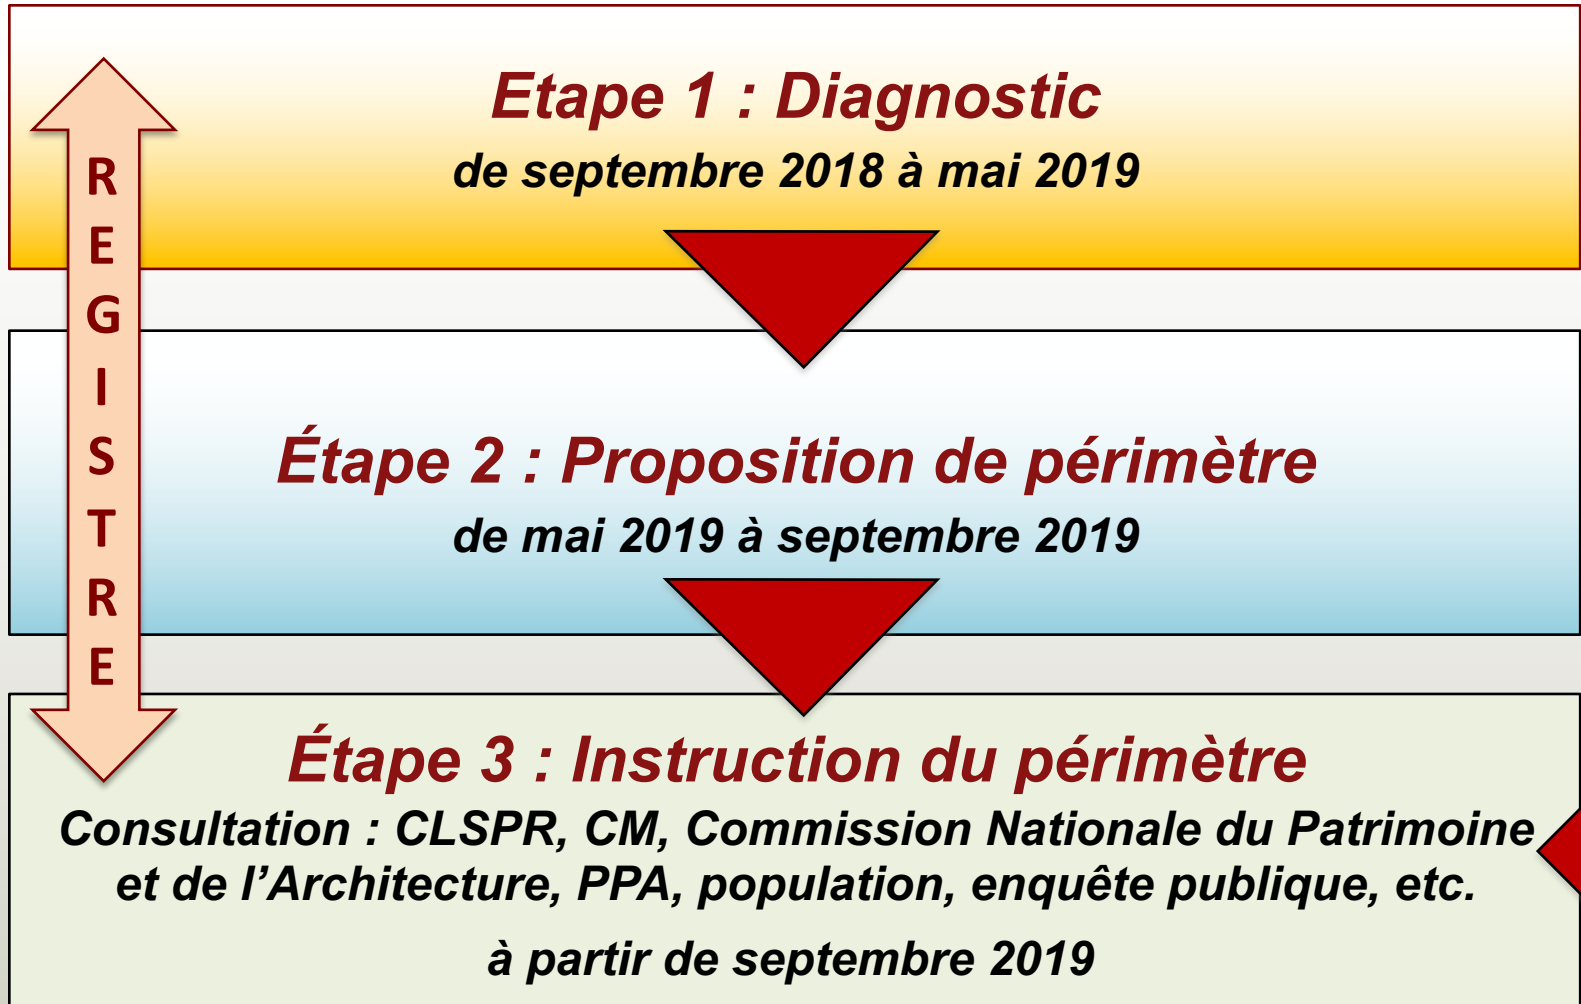 Etape 1 : Diagnostic
de septembre 2018 à mai 2019
REGISTRE
Étape 2 : Proposition de périmètre
de mai 2019 à septembre 2019
Étape 3 : Instruction du périmètre
Consultation : CLSPR, CM, Commission Nationale du Patrimoine
et de l’Architecture, PPA, population, enquête publique, etc.
à partir de septembre 2019